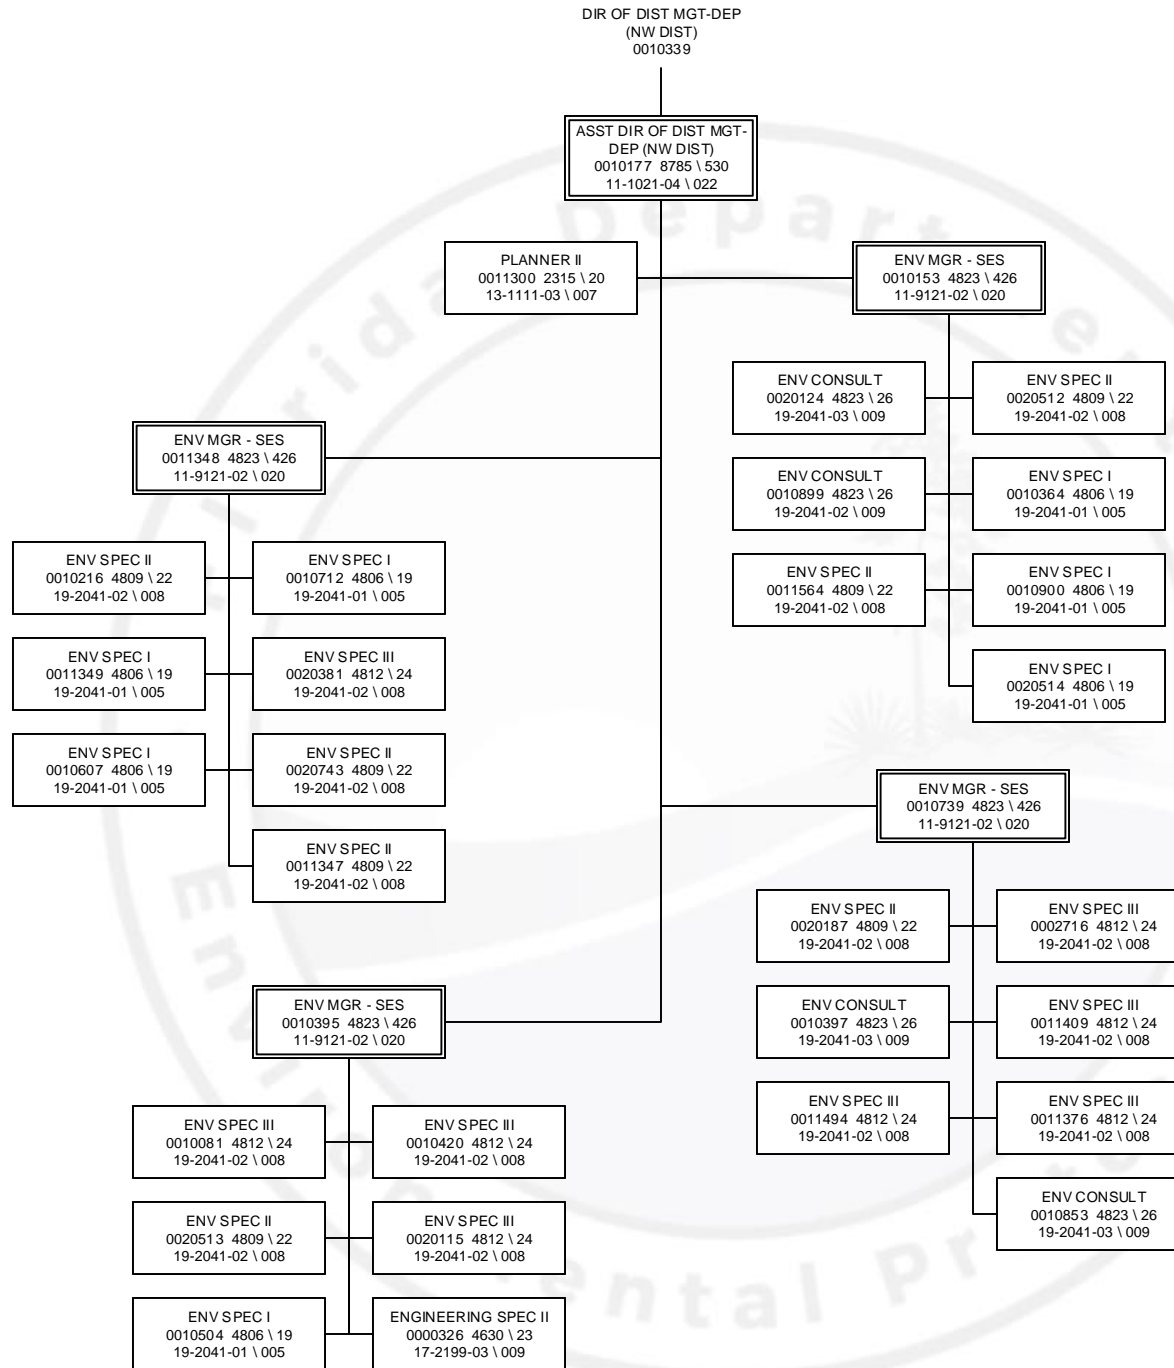 DIR OF DIST MGT-DEP
(NW DIST)
0010339
ASST DIR OF DIST MGT-
DEP (NW DIST)
0010177 8785 \ 530
11-1021-04 \ 022
PLANNER II
0011300 2315 \ 20
13-1111-03 \ 007
ENV MGR - SES
0010153 4823 \ 426
11-9121-02 \ 020
ENV CONSULT
0020124 4823 \ 26
19-2041-03 \ 009
ENV SPEC II
0020512 4809 \ 22
19-2041-02 \ 008
ENV CONSULT
0010899 4823 \ 26
19-2041-02 \ 009
ENV SPEC I
0010364 4806 \ 19
19-2041-01 \ 005
ENV SPEC II
0011564 4809 \ 22
19-2041-02 \ 008
ENV SPEC I
0010900 4806 \ 19
19-2041-01 \ 005
ENV SPEC I
0020514 4806 \ 19
19-2041-01 \ 005
ENV MGR - SES
0011348 4823 \ 426
11-9121-02 \ 020
ENV SPEC II
0010216 4809 \ 22
19-2041-02 \ 008
ENV SPEC I
0010712 4806 \ 19
19-2041-01 \ 005
ENV SPEC I
0011349 4806 \ 19
19-2041-01 \ 005
ENV SPEC III
0020381 4812 \ 24
19-2041-02 \ 008
ENV SPEC I
0010607 4806 \ 19
19-2041-01 \ 005
ENV SPEC II
0020743 4809 \ 22
19-2041-02 \ 008
ENV SPEC II
0011347 4809 \ 22
19-2041-02 \ 008
ENV MGR - SES
0010739 4823 \ 426
11-9121-02 \ 020
ENV SPEC II
0020187 4809 \ 22
19-2041-02 \ 008
ENV SPEC III
0002716 4812 \ 24
19-2041-02 \ 008
ENV CONSULT
0010397 4823 \ 26
19-2041-03 \ 009
ENV SPEC III
0011409 4812 \ 24
19-2041-02 \ 008
ENV SPEC III
0011494 4812 \ 24
19-2041-02 \ 008
ENV SPEC III
0011376 4812 \ 24
19-2041-02 \ 008
ENV CONSULT
0010853 4823 \ 26
19-2041-03 \ 009
ENV MGR - SES
0010395 4823 \ 426
11-9121-02 \ 020
ENV SPEC III
0010081 4812 \ 24
19-2041-02 \ 008
ENV SPEC III
0010420 4812 \ 24
19-2041-02 \ 008
ENV SPEC II
0020513 4809 \ 22
19-2041-02 \ 008
ENV SPEC III
0020115 4812 \ 24
19-2041-02 \ 008
ENV SPEC I
0010504 4806 \ 19
19-2041-01 \ 005
ENGINEERING SPEC II
0000326 4630 \ 23
17-2199-03 \ 009